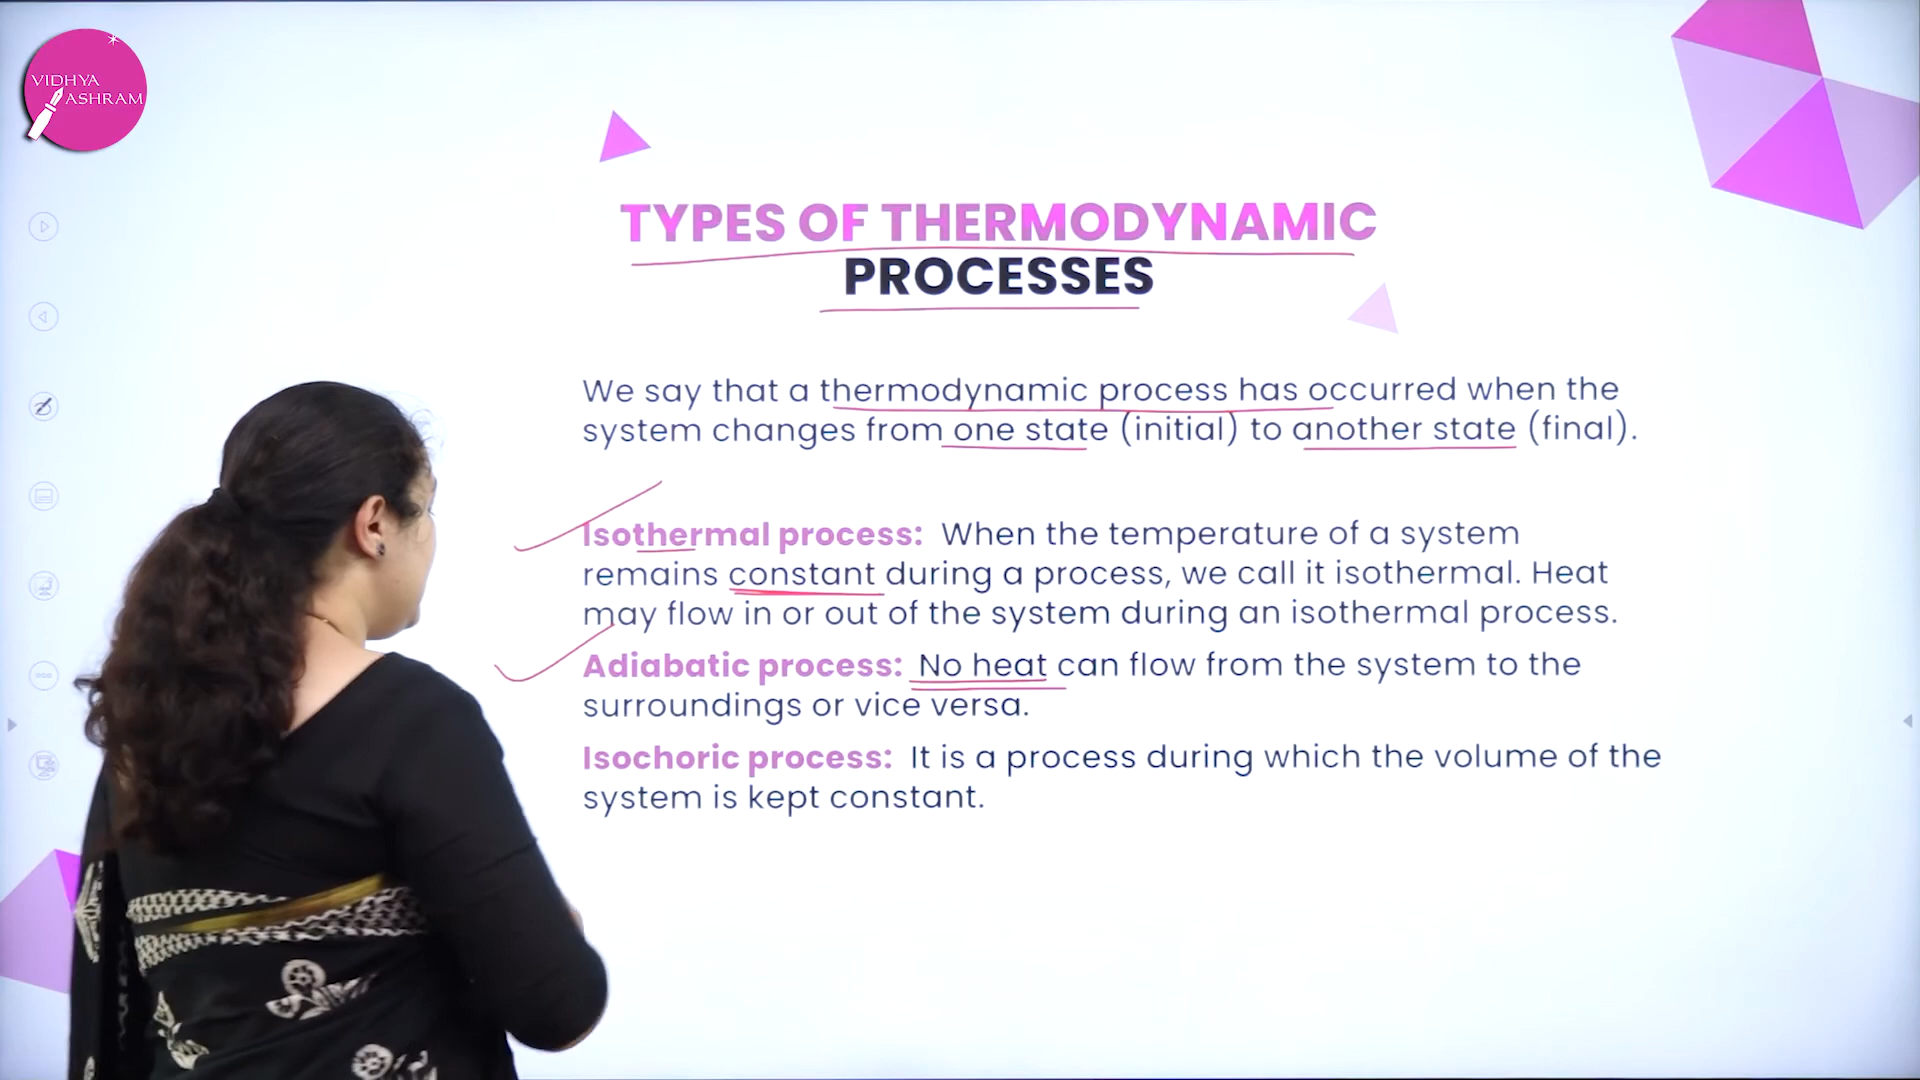 VIDHYA
ASHRAM
TYPES OF THERMODYNAMIC
PROCESSES
We say that a thermodynamic process has occurred when the
system changes from one state (initial) to another state (final).
Isothermal process: When the temperature of a system
remains constant during a process, we call it isothermal. Heat
may flow in or out of the system during an isothermal process.
Adiabatic process: No heat can flow from the system to the
surroundings or vice versa.
Isochoric process: It is a process during which the volume of the
system is kept constant.